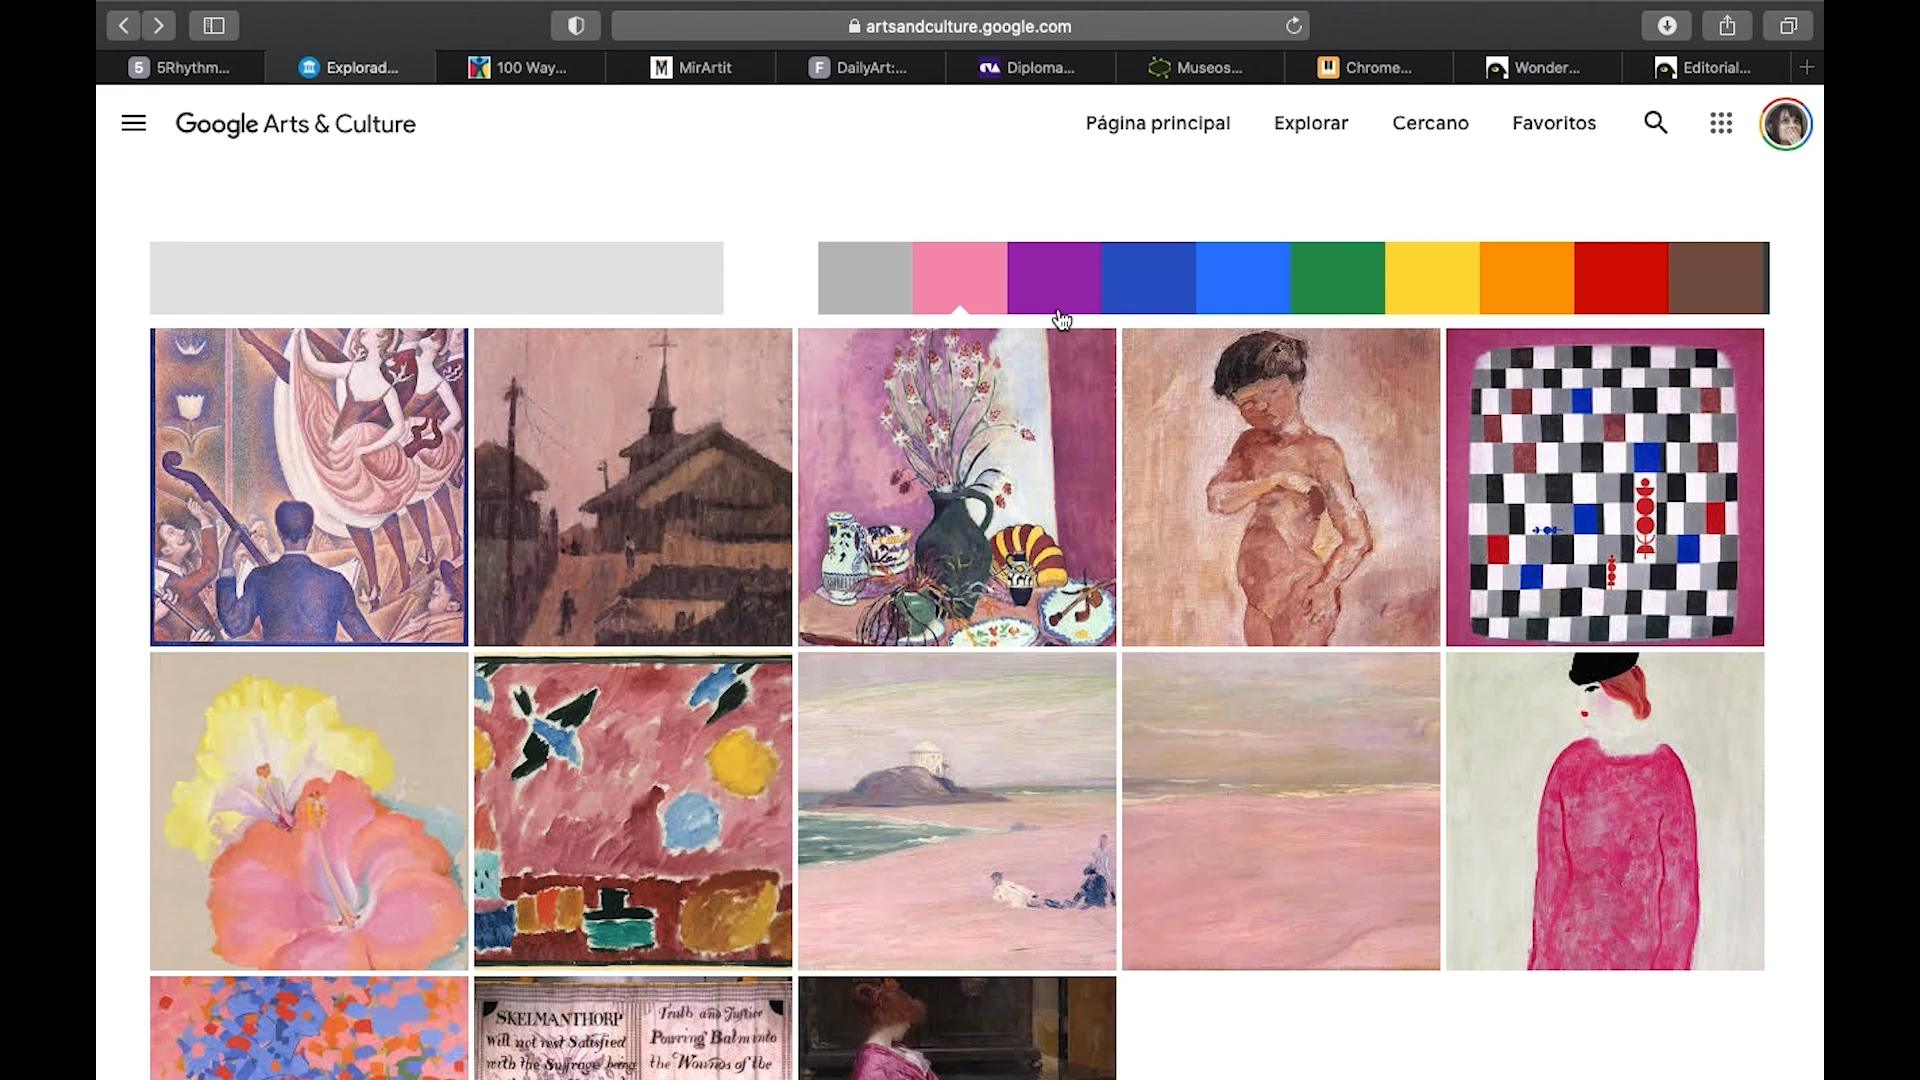 artsandculture.google.com
5 5Rhythm...
Explorad...
100 Way...
M MirArtit
F DailyArt:...
Diploma...
Museos...
Chrome...
Wonder...
Editorial...
Google Arts & Culture
Página principal
Explorar
Cercano
Favoritos
SKELMANTHORP
Will not rest Satisfied
with the Suffrage being
Truth and Justice
Pouring Balm into
the Wounds of the